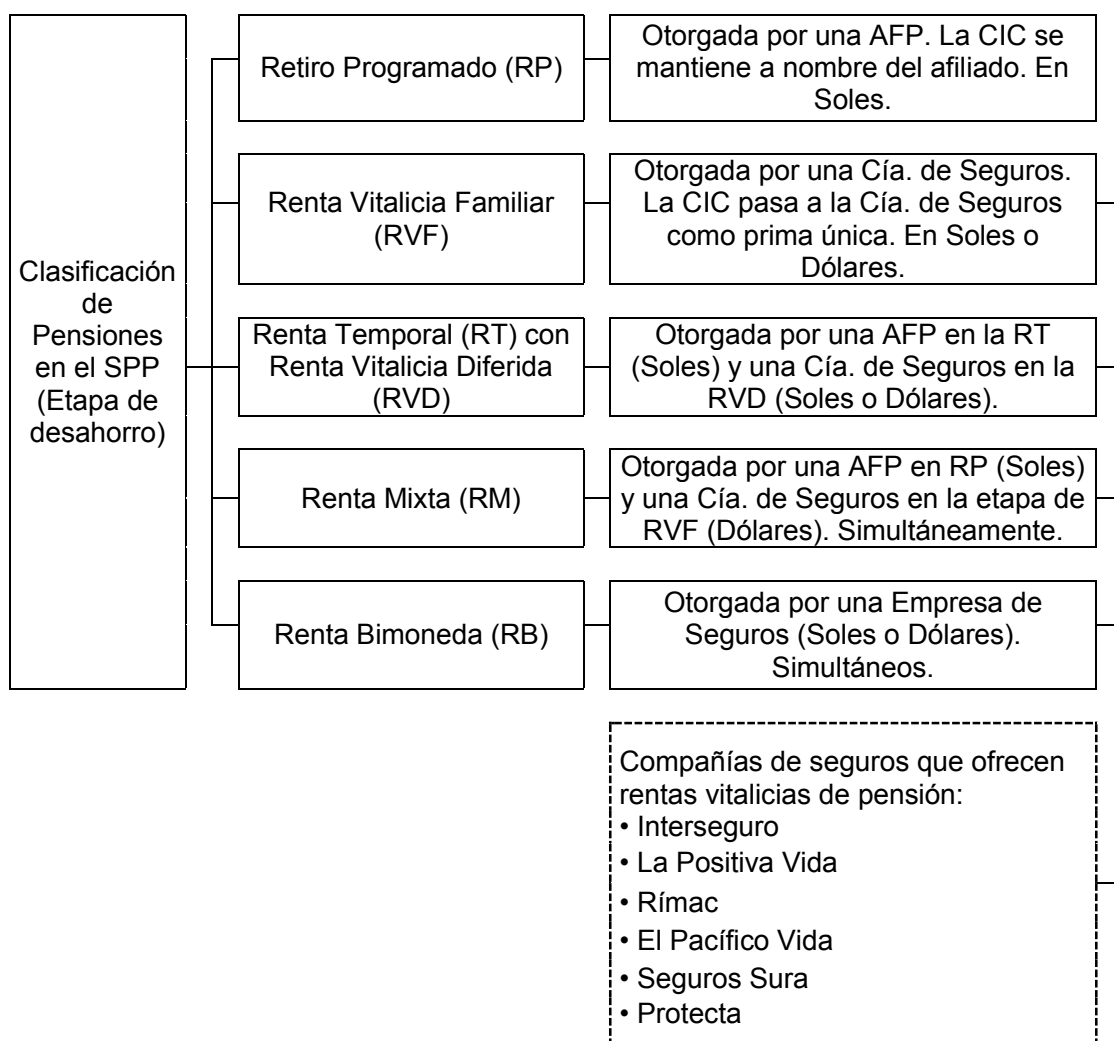 Clasificación
de
Pensiones
en el SPP
(Etapa de
desahorro)
Retiro Programado (RP)
Otorgada por una AFP. La CIC se
mantiene a nombre del afiliado. En
Soles.
Renta Vitalicia Familiar
(RVF)
Otorgada por una Cía. de Seguros.
La CIC pasa a la Cía. de Seguros
como prima única. En Soles o
Dólares.
Renta Temporal (RT) con
Renta Vitalicia Diferida
(RVD)
Otorgada por una AFP en la RT
(Soles) y una Cía. de Seguros en la
RVD (Soles o Dólares).
Renta Mixta (RM)
Otorgada por una AFP en RP (Soles)
y una Cía. de Seguros en la etapa de
RVF (Dólares). Simultáneamente.
Renta Bimoneda (RB)
Otorgada por una Empresa de
Seguros (Soles o Dólares).
Simultáneos.
Compañías de seguros que ofrecen
rentas vitalicias de pensión:
• Interseguro
• La Positiva Vida
• Rímac
• El Pacífico Vida
• Seguros Sura
• Protecta